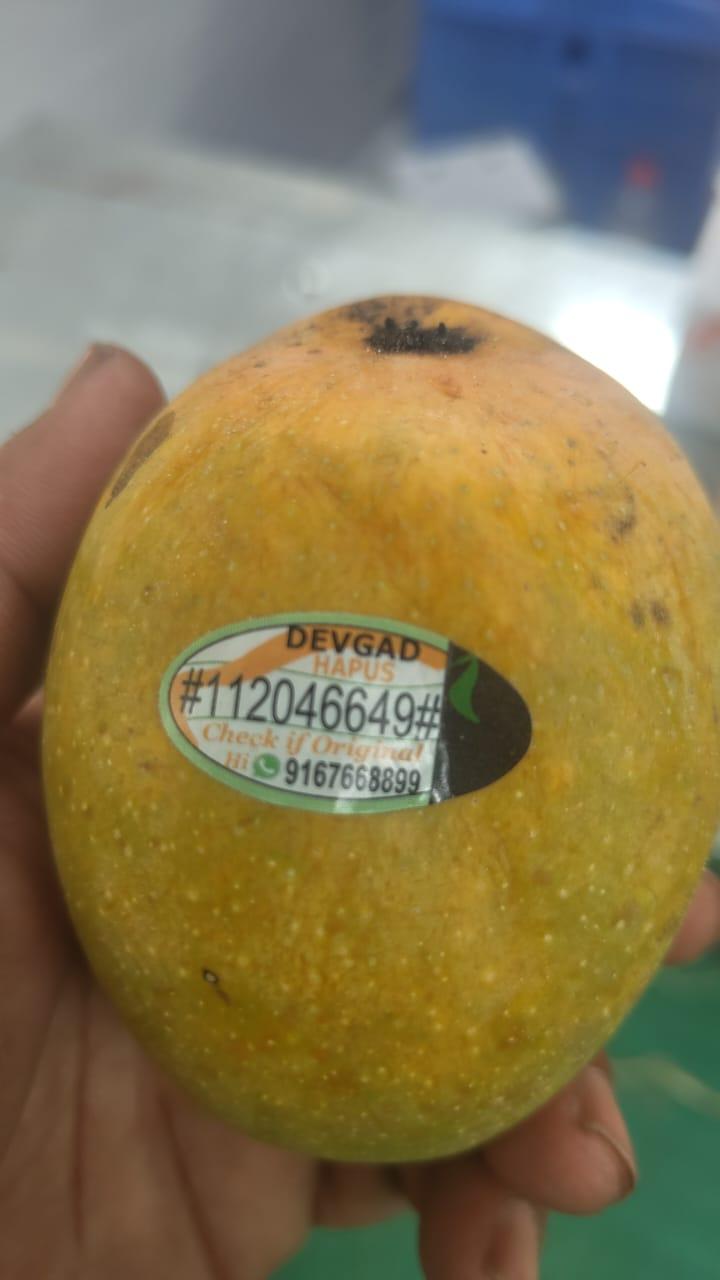 DEVGAD
HAPUS
#112046649#
Check if Original
Hi 9167668899